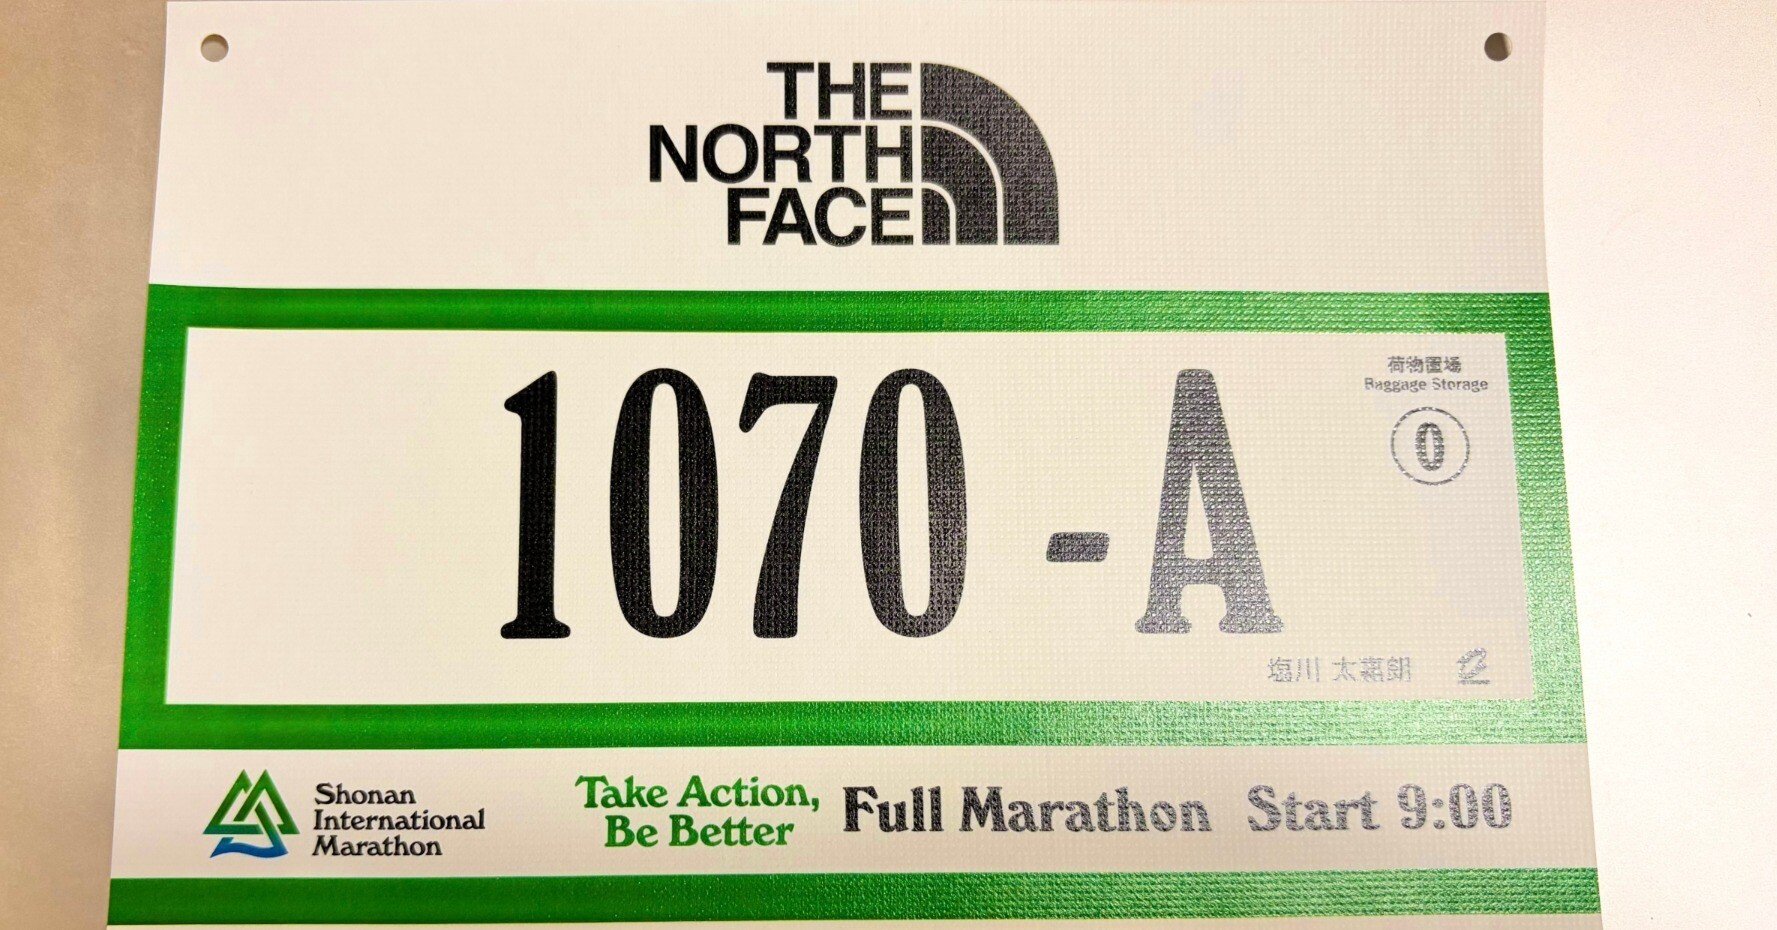 THE
NORTH
FACE
荷物置場
Baggage Storage
0
1070 - A
塩川 太嘉朗
Shonan
International
Marathon
Take Action,
Be Better
Full Marathon Start 9:00